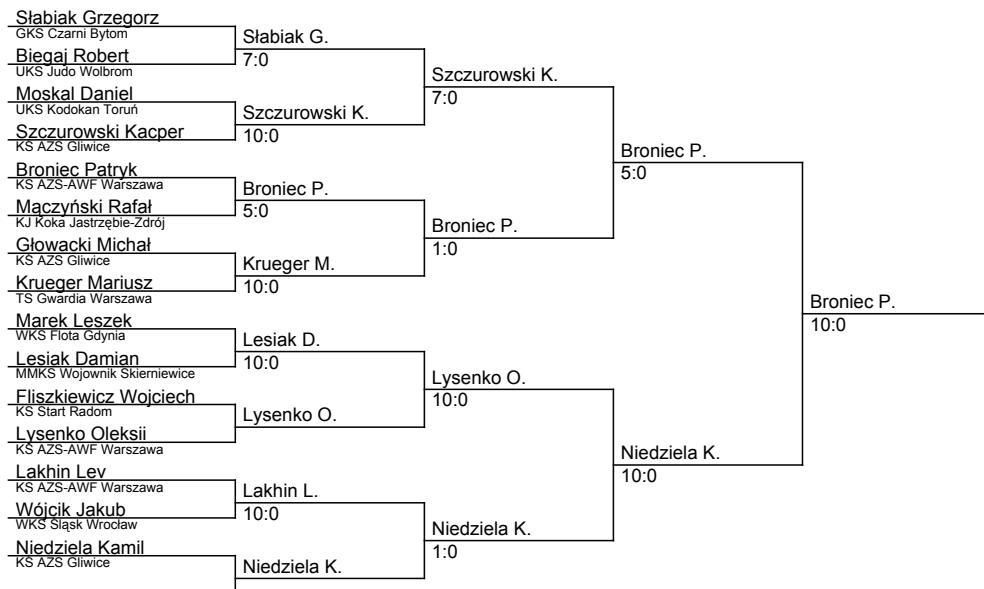 Słabiak Grzegorz
GKS Czarni Bytom
Biegaj Robert
UKS Judo Wolbrom
Moskal Daniel
UKS Kodokan Toruń
Szczurowski Kacper
KS AZS Gliwice
Broniec Patryk
KS AZS-AWF Warszawa
Mączyński Rafał
KJ Koka Jastrzębie-Zdrój
Głowacki Michał
KS AZS Gliwice
Krueger Mariusz
TS Gwardia Warszawa
Marek Leszek
WKS Flota Gdynia
Lesiak Damian
MMKS Wojownik Skierniewice
Fliszkiewicz Wojciech
KS Start Radom
Lysenko Oleksii
KS AZS-AWF Warszawa
Lakhin Lev
KS AZS-AWF Warszawa
Wójcik Jakub
WKS Śląsk Wrocław
Niedziela Kamil
KS AZS Gliwice
Słabiak G.
7:0
Szczurowski K.
10:0
Broniec P.
5:0
Krueger M.
10:0
Lesiak D.
10:0
Lysenko O.
Lakhin L.
10:0
Niedziela K.
Szczurowski K.
7:0
Broniec P.
1:0
Lysenko O.
10:0
Niedziela K.
1:0
Broniec P.
5:0
Niedziela K.
10:0
Broniec P.
10:0